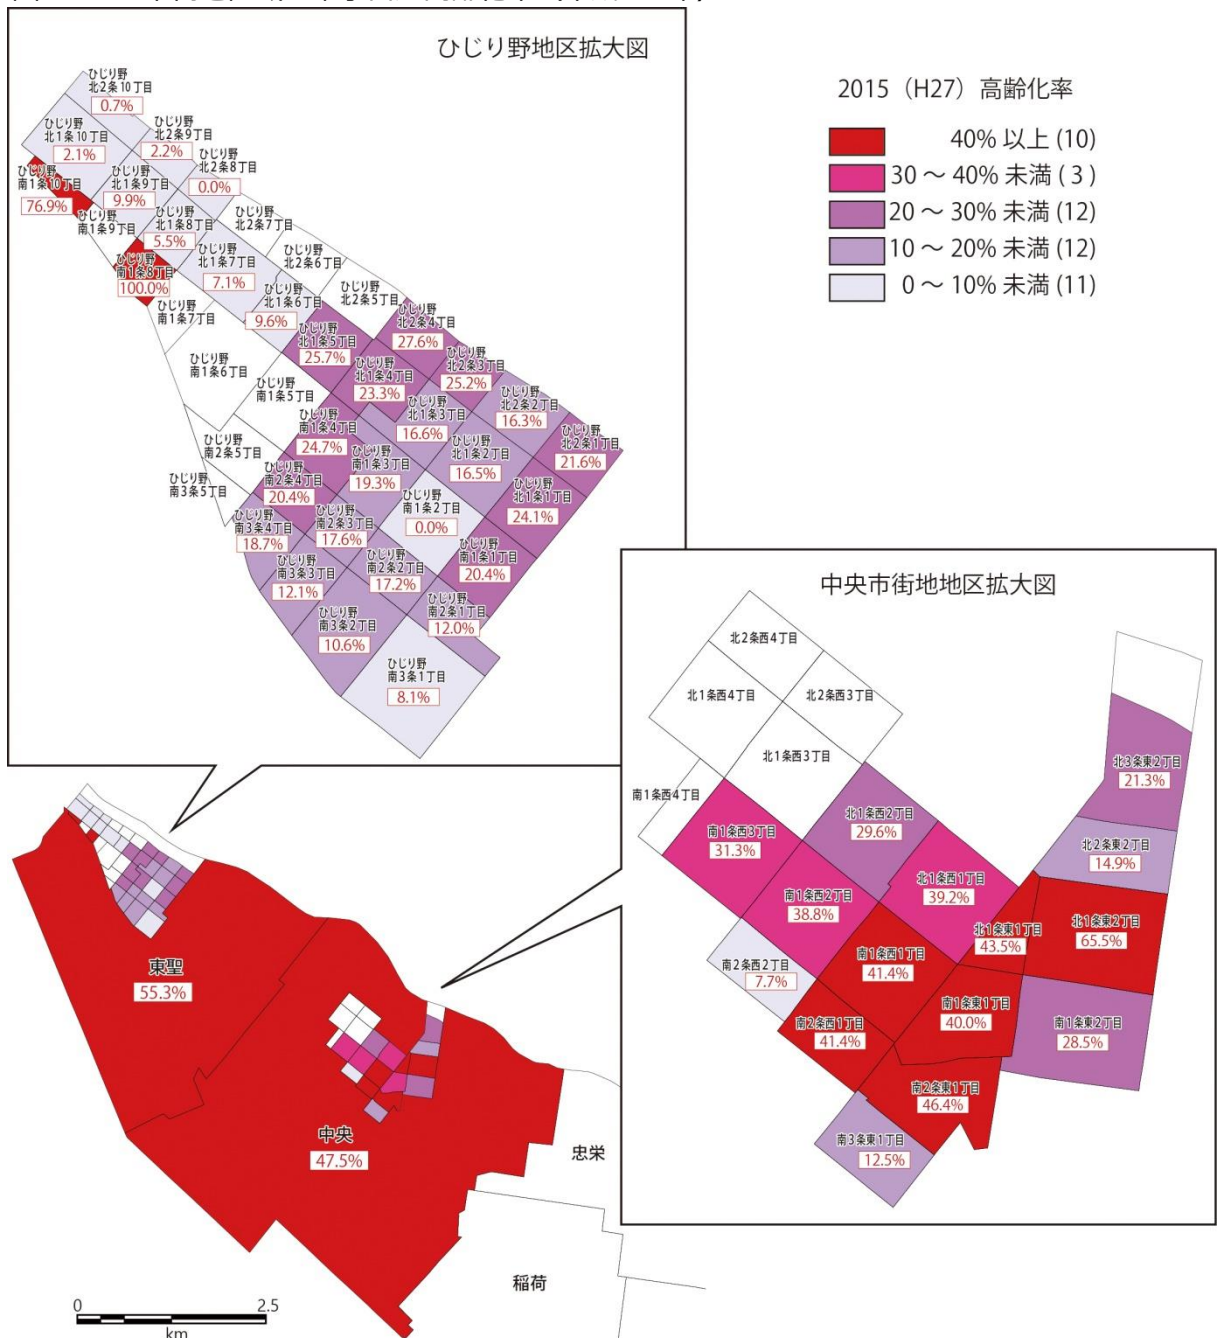 ひじり野地区拡大図
2015（H27）高齢化率
40% 以上 (10)
30 ～ 40% 未満 ( 3 )
20 ～ 30% 未満 (12)
10 ～ 20% 未満 (12)
0 ～ 10% 未満 (11)
ひじり野
北2条10丁目
0.7%
ひじり野
北1条10丁目
2.1%
ひじり野
北2条9丁目
2.2%
ひじり野
北2条8丁目
0.0%
ひじり野
南1条10丁目
76.9%
ひじり野
北1条9丁目
9.9%
ひじり野
南1条9丁目
ひじり野
北1条8丁目
5.5%
ひじり野
北2条7丁目
ひじり野
南1条8丁目
100.0%
ひじり野
北1条7丁目
7.1%
ひじり野
北2条6丁目
ひじり野
南1条7丁目
ひじり野
北1条6丁目
9.6%
ひじり野
北2条5丁目
ひじり野
北2条4丁目
27.6%
ひじり野
北1条5丁目
25.7%
ひじり野
南1条6丁目
ひじり野
北1条4丁目
23.3%
ひじり野
北2条3丁目
25.2%
ひじり野
南1条5丁目
ひじり野
北1条3丁目
16.6%
ひじり野
北2条2丁目
16.3%
ひじり野
南1条4丁目
24.7%
ひじり野
北1条2丁目
16.5%
ひじり野
北2条1丁目
21.6%
ひじり野
南2条5丁目
ひじり野
南1条3丁目
19.3%
ひじり野
北1条1丁目
24.1%
ひじり野
南3条5丁目
ひじり野
南2条4丁目
20.4%
ひじり野
南1条2丁目
0.0%
ひじり野
南3条4丁目
18.7%
ひじり野
南2条3丁目
17.6%
ひじり野
南1条1丁目
20.4%
ひじり野
南3条3丁目
12.1%
ひじり野
南2条2丁目
17.2%
ひじり野
南2条1丁目
12.0%
ひじり野
南3条2丁目
10.6%
ひじり野
南3条1丁目
8.1%
中央市街地地区拡大図
北2条西4丁目
北1条西4丁目
北2条西3丁目
北1条西3丁目
南1条西4丁目
北3条東2丁目
21.3%
南1条西3丁目
31.3%
北1条西2丁目
29.6%
北2条東2丁目
14.9%
南1条西2丁目
38.8%
北1条西1丁目
39.2%
北1条東1丁目
43.5%
北1条東2丁目
65.5%
南2条西2丁目
7.7%
南1条西1丁目
41.4%
南2条西1丁目
41.4%
南1条東1丁目
40.0%
南1条東2丁目
28.5%
南2条東1丁目
46.4%
南3条東1丁目
12.5%
東聖
55.3%
中央
47.5%
忠栄
稲荷
0 2.5
km